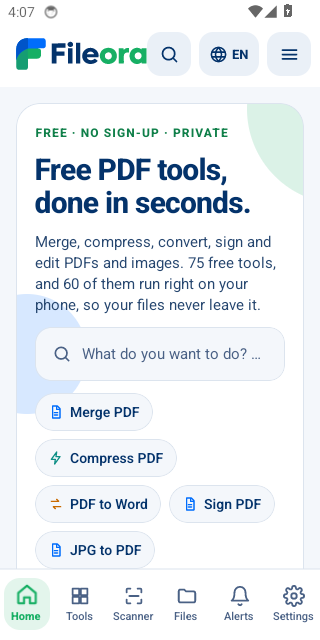 4:07
Fileora
EN
FREE · NO SIGN-UP · PRIVATE
Free PDF tools,
done in seconds.
Merge, compress, convert, sign and
edit PDFs and images. 75 free tools,
and 60 of them run right on your
phone, so your files never leave it.
What do you want to do? ...
Merge PDF
Compress PDF
PDF to Word
Sign PDF
JPG to PDF
Home
Tools
Scanner
Files
Alerts
Settings